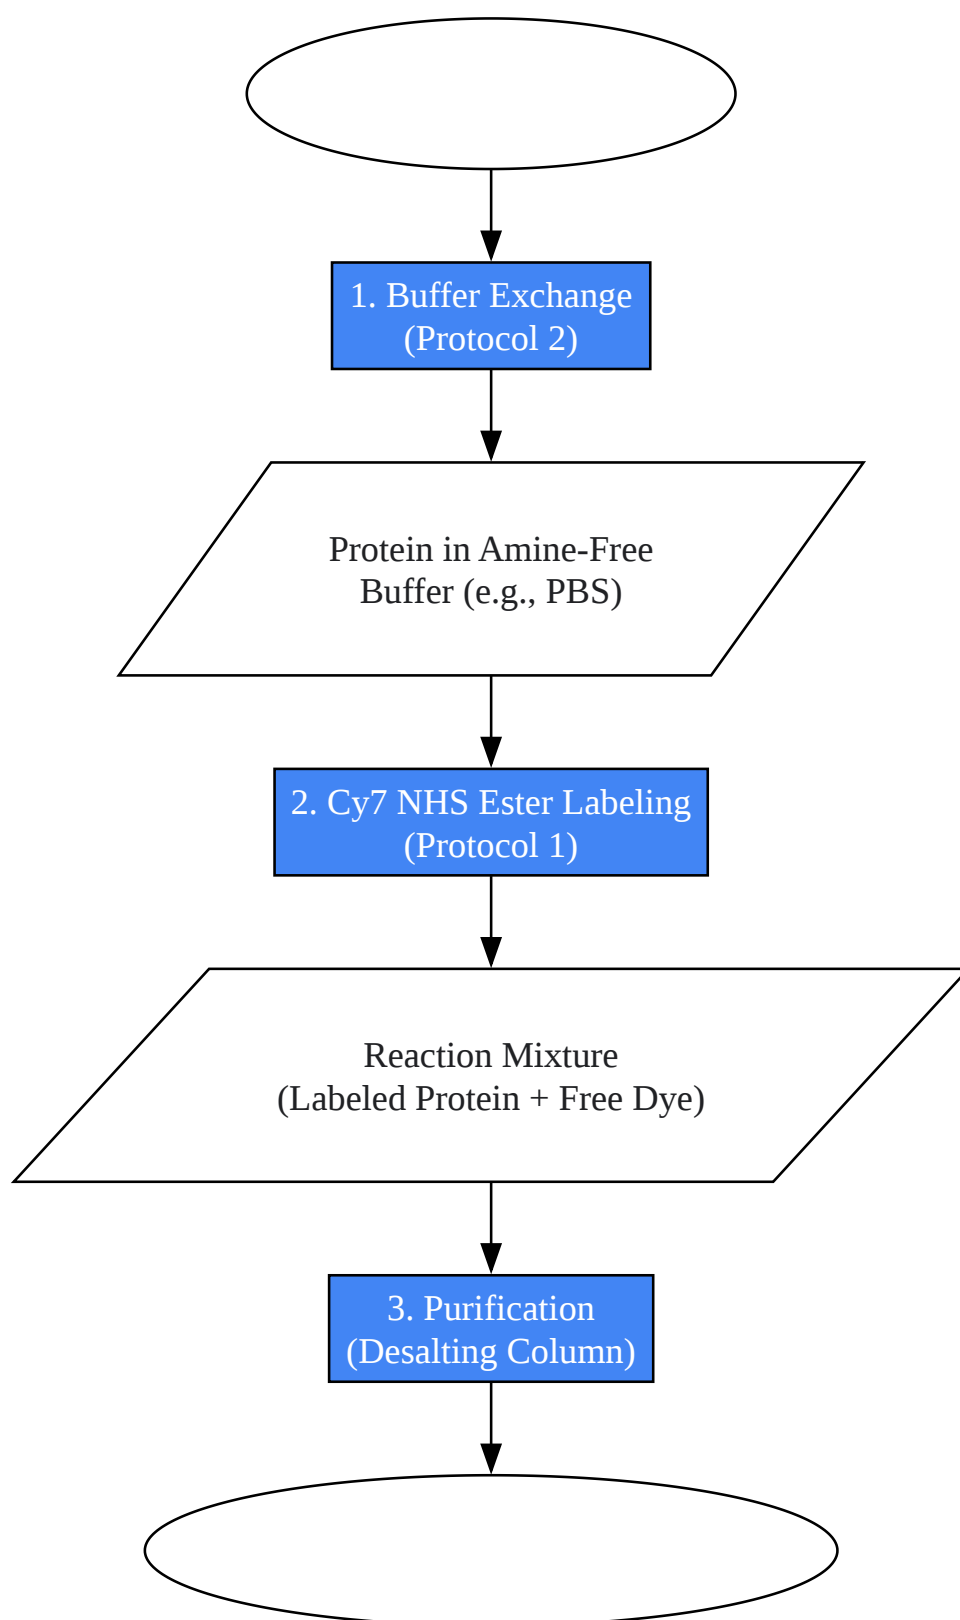 1. Buffer Exchange
(Protocol 2)
Protein in Amine-Free
Buffer (e.g., PBS)
2. Cy7 NHS Ester Labeling
(Protocol 1)
Reaction Mixture
(Labeled Protein + Free Dye)
3. Purification
(Desalting Column)